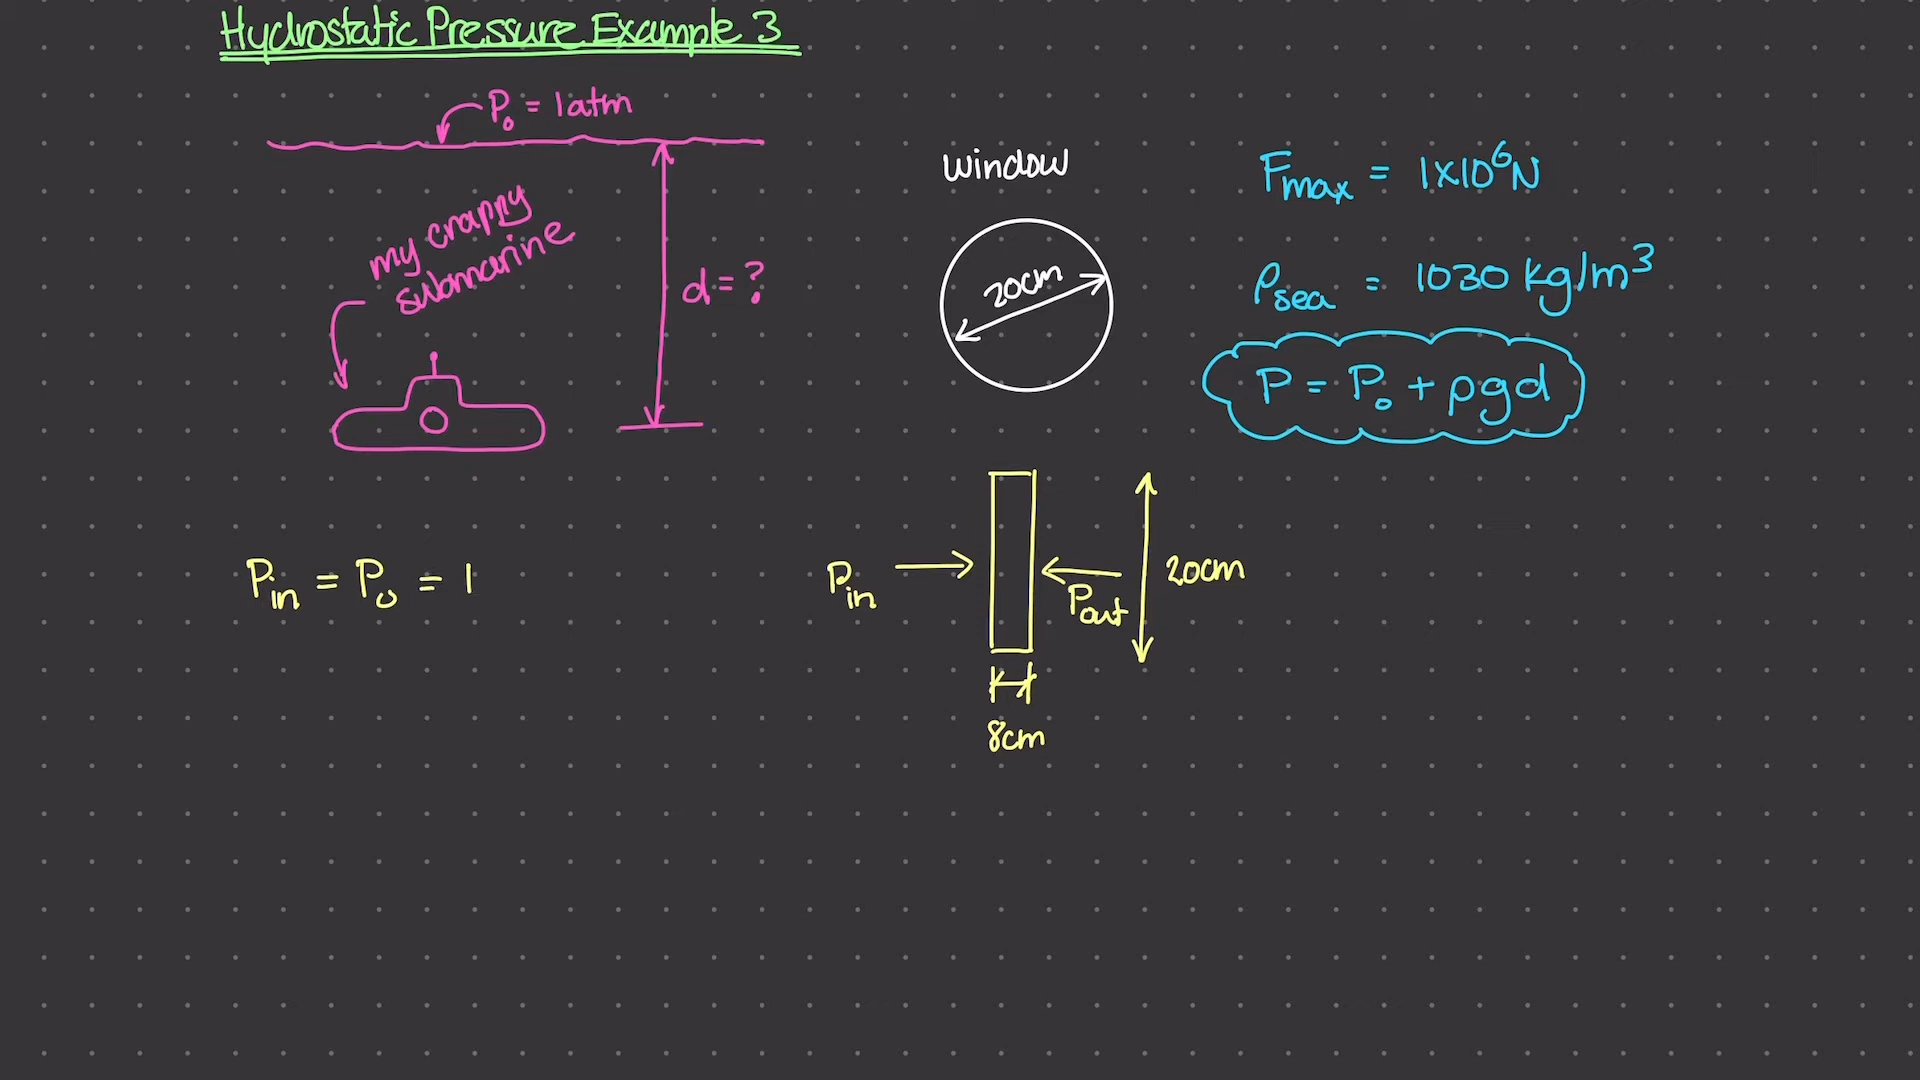 Hydrostatic Pressure Example 3
P₀ = 1atm
my crappy
submarine
d = ?
window
20cm
Fmax = 1x10⁶N
ρsea = 1030 kg/m³
P = P₀ + ρgd
Pin = P₀ = 1
Pin
Pout
20cm
8cm